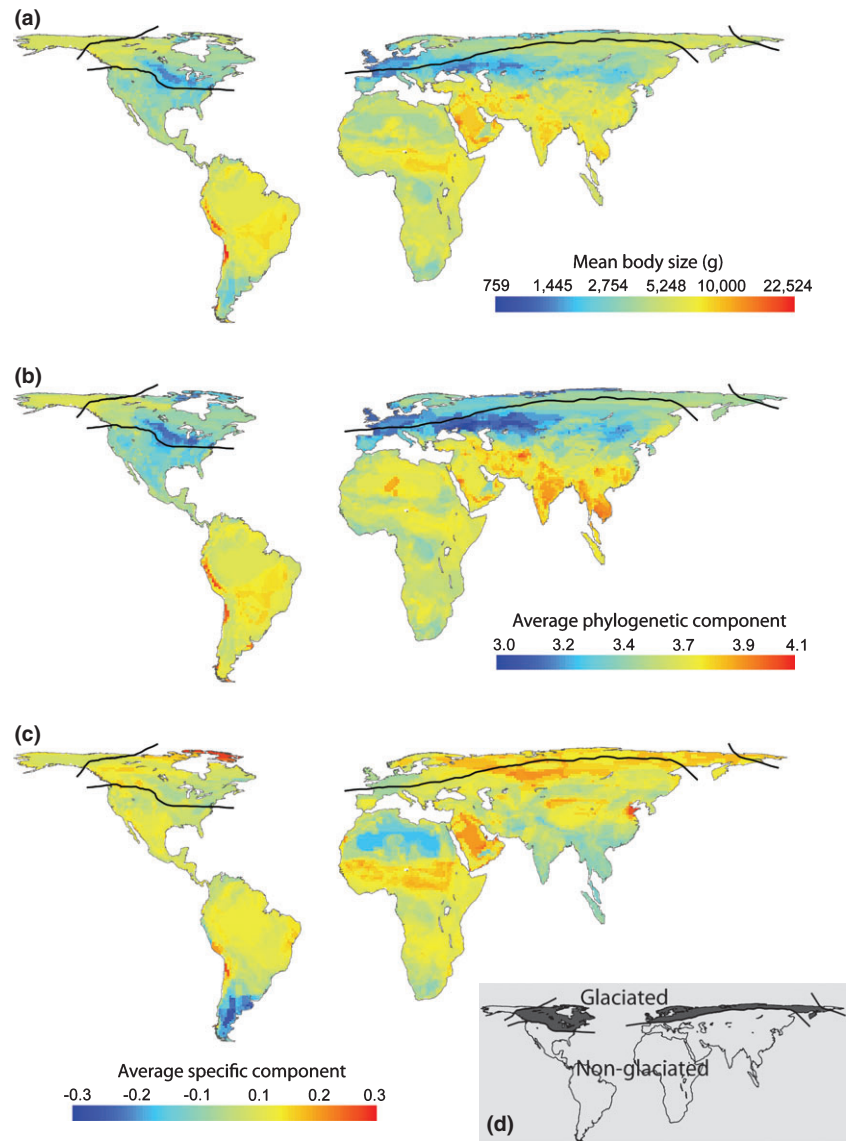 (a)
Mean body size (g)
759 1,445 2,754 5,248 10,000 22,524
(b)
Average phylogenetic component
3.0 3.2 3.4 3.7 3.9 4.1
(c)
Average specific component
-0.3 -0.2 -0.1 0.1 0.2 0.3
Glaciated
Non-glaciated
(d)